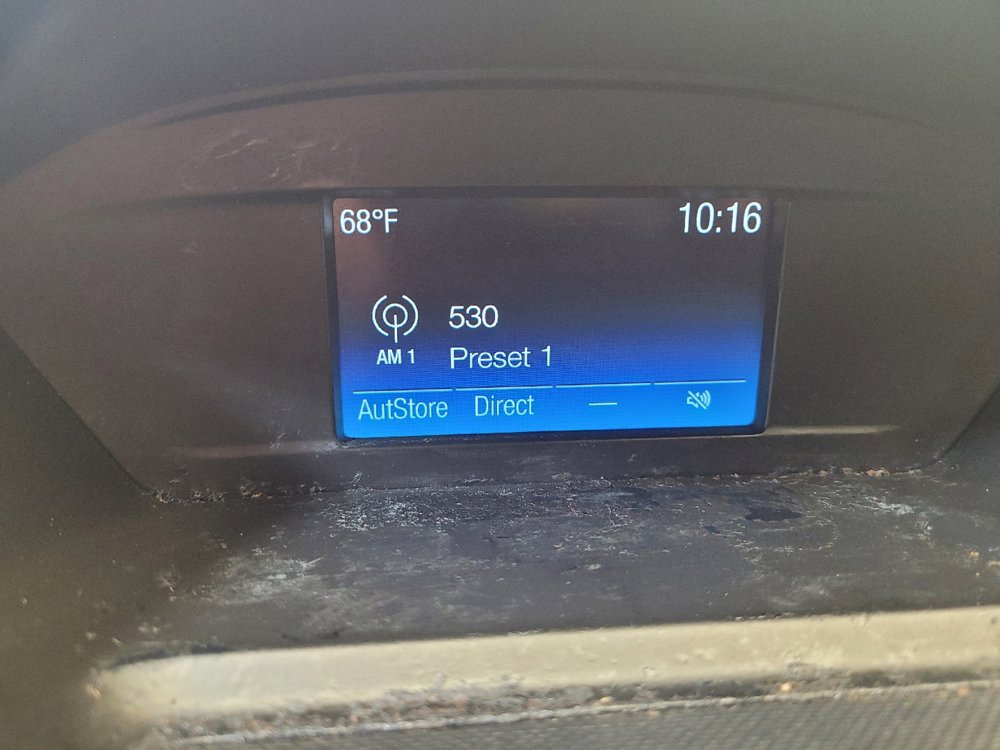 68°F 10:16
530
AM 1 Preset 1
AutStore Direct —